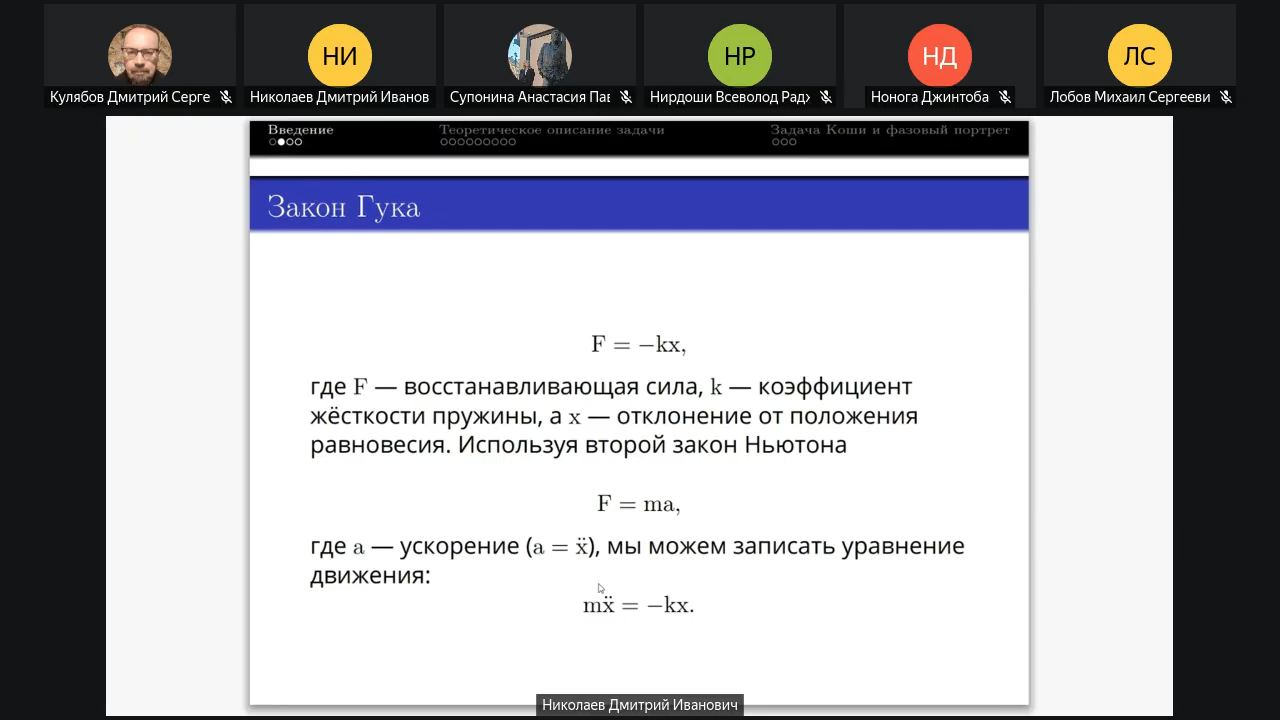 НИ
НР
НД
ЛС
Кулябов Дмитрий Серге
Николаев Дмитрий Иванов
Супонина Анастасия Пав
Нирдоши Всеволод Радж
Нонога Джинтоба
Лобов Михаил Сергееви
Введение
Теоретическое описание задачи
Задача Коши и фазовый портрет
Закон Гука
F = −kx,
где F — восстанавливающая сила, k — коэффициент
жёсткости пружины, а x — отклонение от положения
равновесия. Используя второй закон Ньютона
F = ma,
где a — ускорение (a = ẍ), мы можем записать уравнение
движения:
mẍ = −kx.
Николаев Дмитрий Иванович